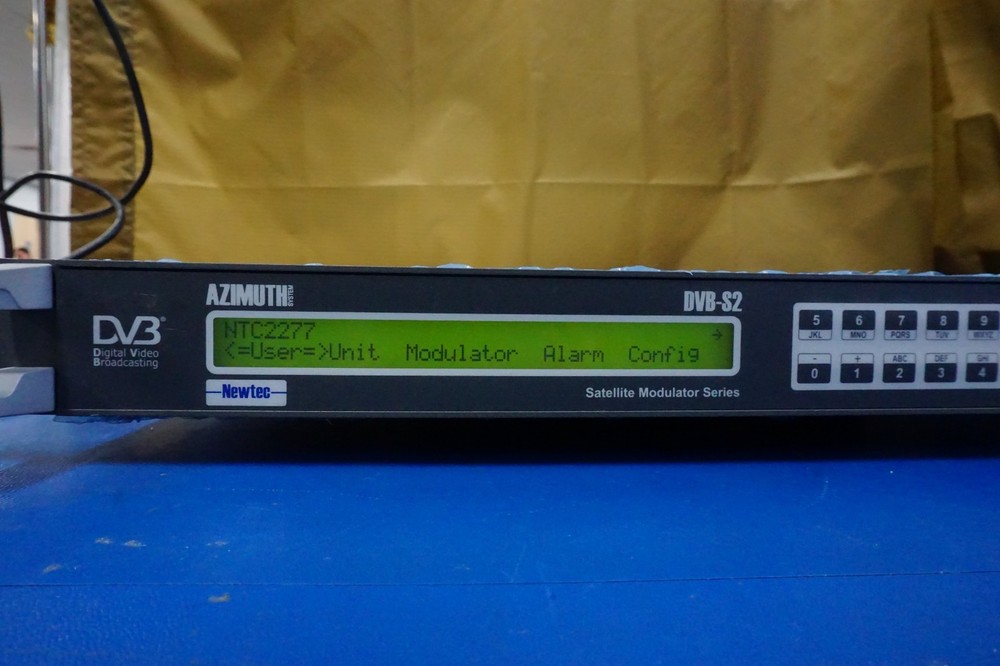 DVB®
Digital Video
Broadcasting
AZIMUTH SYSTEM
DVB-S2
NTC2277 →
<=User=>Unit Modulator Alarm Config
Newtec
Satellite Modulator Series
5 6 7 8 9
JKL MNO PQRS TUV WXYZ
- + ABC DEF GHI
0 1 2 3 4